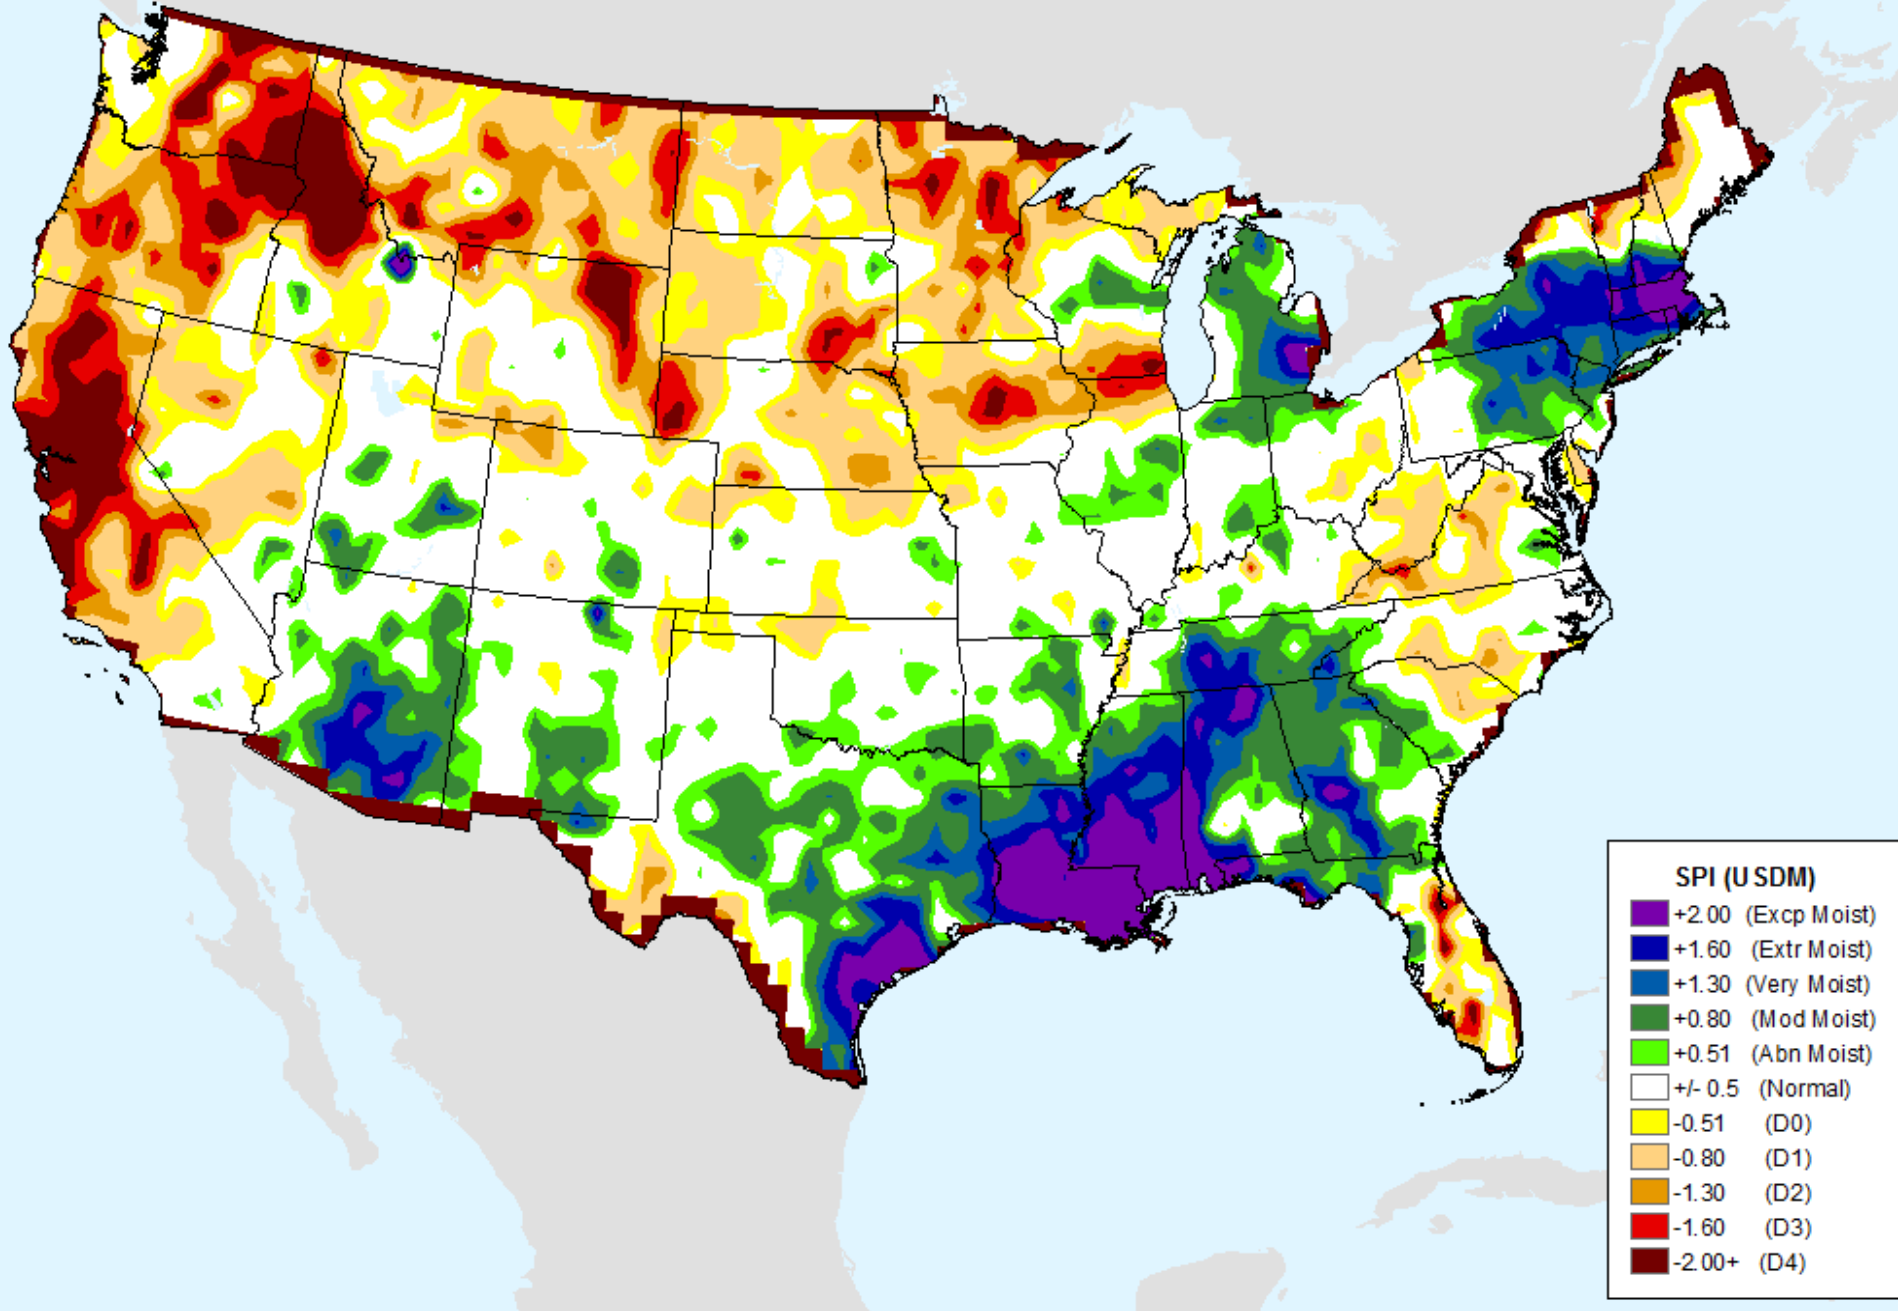 SPI (USDM)
+2.00 (Excp Moist)
+1.60 (Extr Moist)
+1.30 (Very Moist)
+0.80 (Mod Moist)
+0.51 (Abn Moist)
+/- 0.5 (Normal)
-0.51 (D0)
-0.80 (D1)
-1.30 (D2)
-1.60 (D3)
-2.00+ (D4)